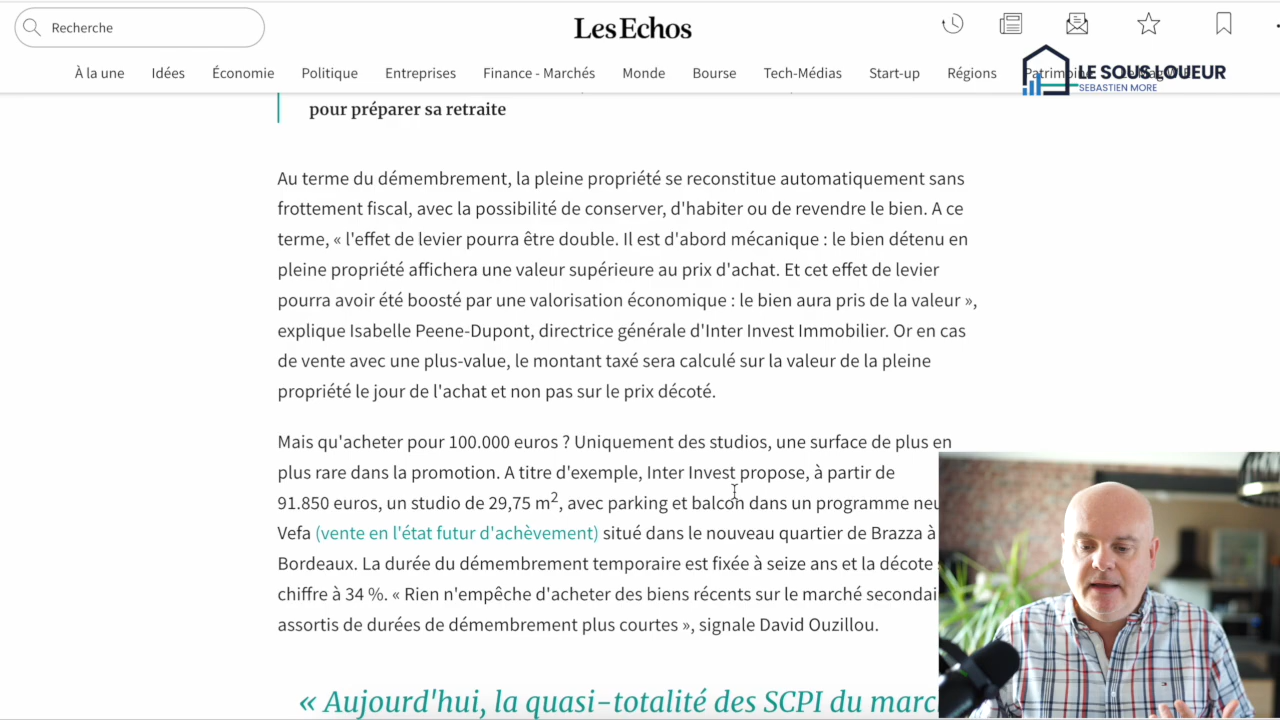 Recherche
Les Echos
À la une Idées Économie Politique Entreprises Finance - Marchés Monde Bourse Tech-Médias Start-up Régions Patrimoine
LE SOUS LOUEUR
SEBASTIEN MORE
pour préparer sa retraite
Au terme du démembrement, la pleine propriété se reconstitue automatiquement sans
frottement fiscal, avec la possibilité de conserver, d'habiter ou de revendre le bien. A ce
terme, « l'effet de levier pourra être double. Il est d'abord mécanique : le bien détenu en
pleine propriété affichera une valeur supérieure au prix d'achat. Et cet effet de levier
pourra avoir été boosté par une valorisation économique : le bien aura pris de la valeur »,
explique Isabelle Peene-Dupont, directrice générale d'Inter Invest Immobilier. Or en cas
de vente avec une plus-value, le montant taxé sera calculé sur la valeur de la pleine
propriété le jour de l'achat et non pas sur le prix décoté.
Mais qu'acheter pour 100.000 euros ? Uniquement des studios, une surface de plus en
plus rare dans la promotion. A titre d'exemple, Inter Invest propose, à partir de
91.850 euros, un studio de 29,75 m², avec parking et balcon dans un programme
Vefa (vente en l'état futur d'achèvement) situé dans le nouveau quartier de Brazza à
Bordeaux. La durée du démembrement temporaire est fixée à seize ans et la décote
chiffre à 34 %. « Rien n'empêche d'acheter des biens récents sur le marché
assortis de durées de démembrement plus courtes », signale David Ouzillou.
« Aujourd'hui, la quasi-totalité des SCPI du